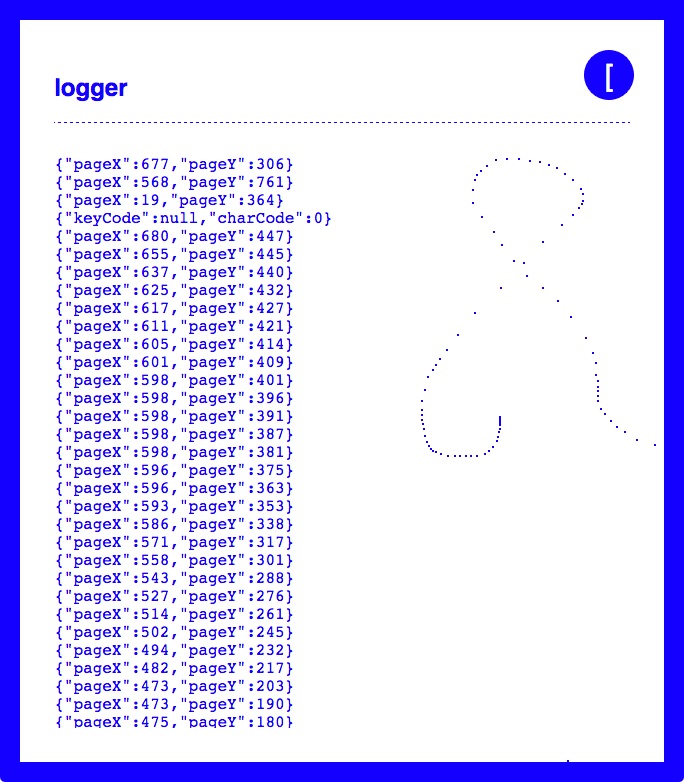 logger
[
{"pageX":677,"pageY":306}
{"pageX":568,"pageY":761}
{"pageX":19,"pageY":364}
{"keyCode":null,"charCode":0}
{"pageX":680,"pageY":447}
{"pageX":655,"pageY":445}
{"pageX":637,"pageY":440}
{"pageX":625,"pageY":432}
{"pageX":617,"pageY":427}
{"pageX":611,"pageY":421}
{"pageX":605,"pageY":414}
{"pageX":601,"pageY":409}
{"pageX":598,"pageY":401}
{"pageX":598,"pageY":396}
{"pageX":598,"pageY":391}
{"pageX":598,"pageY":387}
{"pageX":598,"pageY":381}
{"pageX":596,"pageY":375}
{"pageX":596,"pageY":363}
{"pageX":593,"pageY":353}
{"pageX":586,"pageY":338}
{"pageX":571,"pageY":317}
{"pageX":558,"pageY":301}
{"pageX":543,"pageY":288}
{"pageX":527,"pageY":276}
{"pageX":514,"pageY":261}
{"pageX":502,"pageY":245}
{"pageX":494,"pageY":232}
{"pageX":482,"pageY":217}
{"pageX":473,"pageY":203}
{"pageX":473,"pageY":190}
{"pageX":475,"pageY":180}